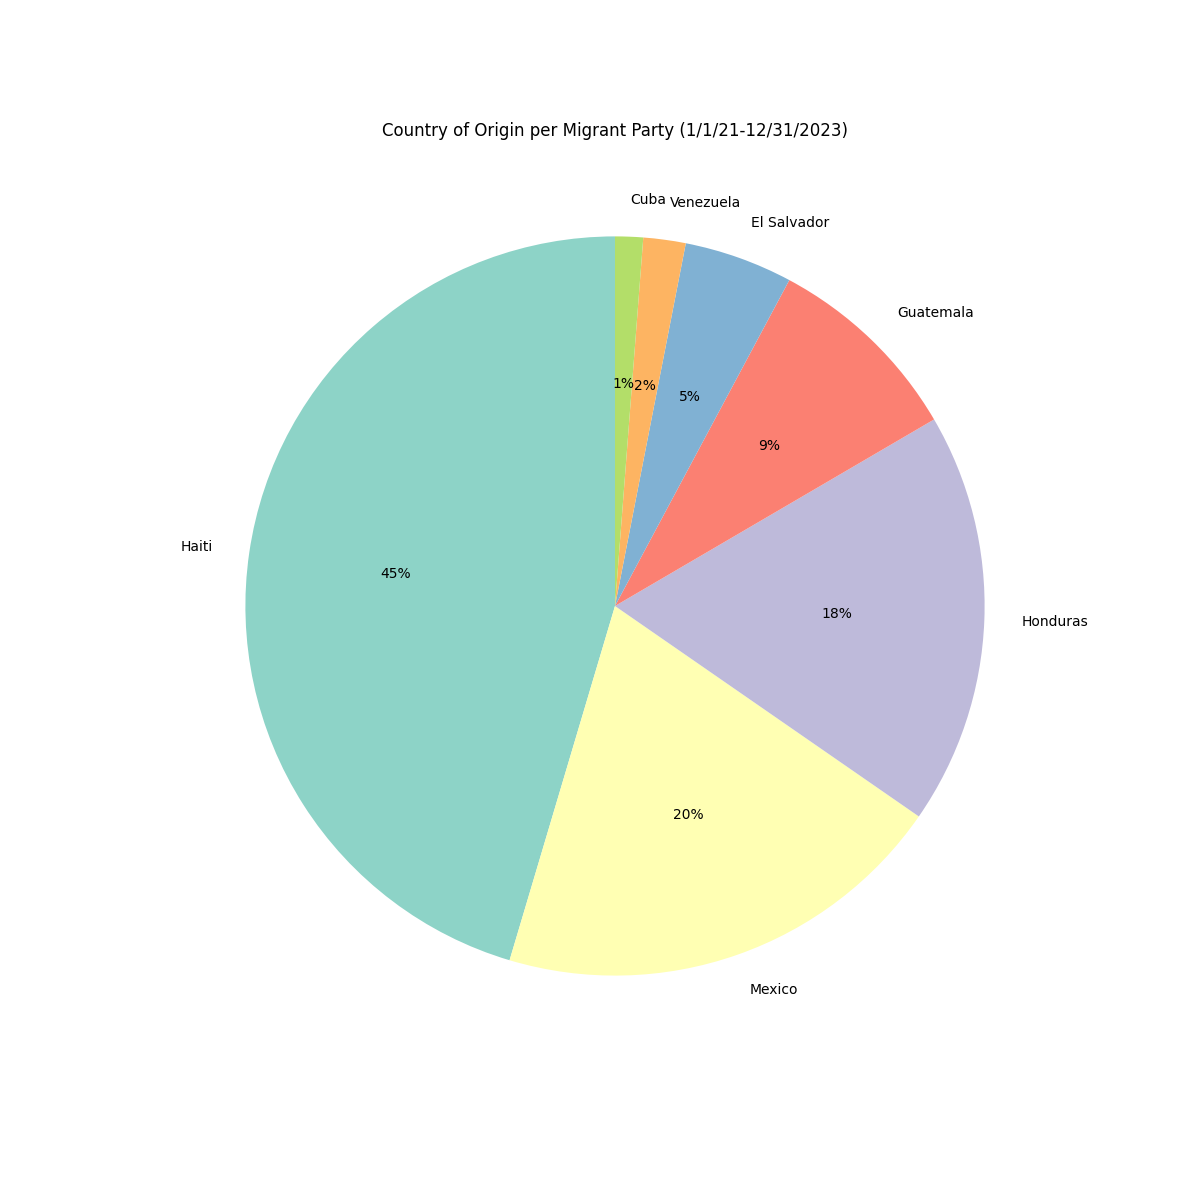 Country of Origin per Migrant Party (1/1/21-12/31/2023)
Cuba
Venezuela
El Salvador
Guatemala
1%
2%
5%
9%
Haiti
45%
18%
Honduras
20%
Mexico